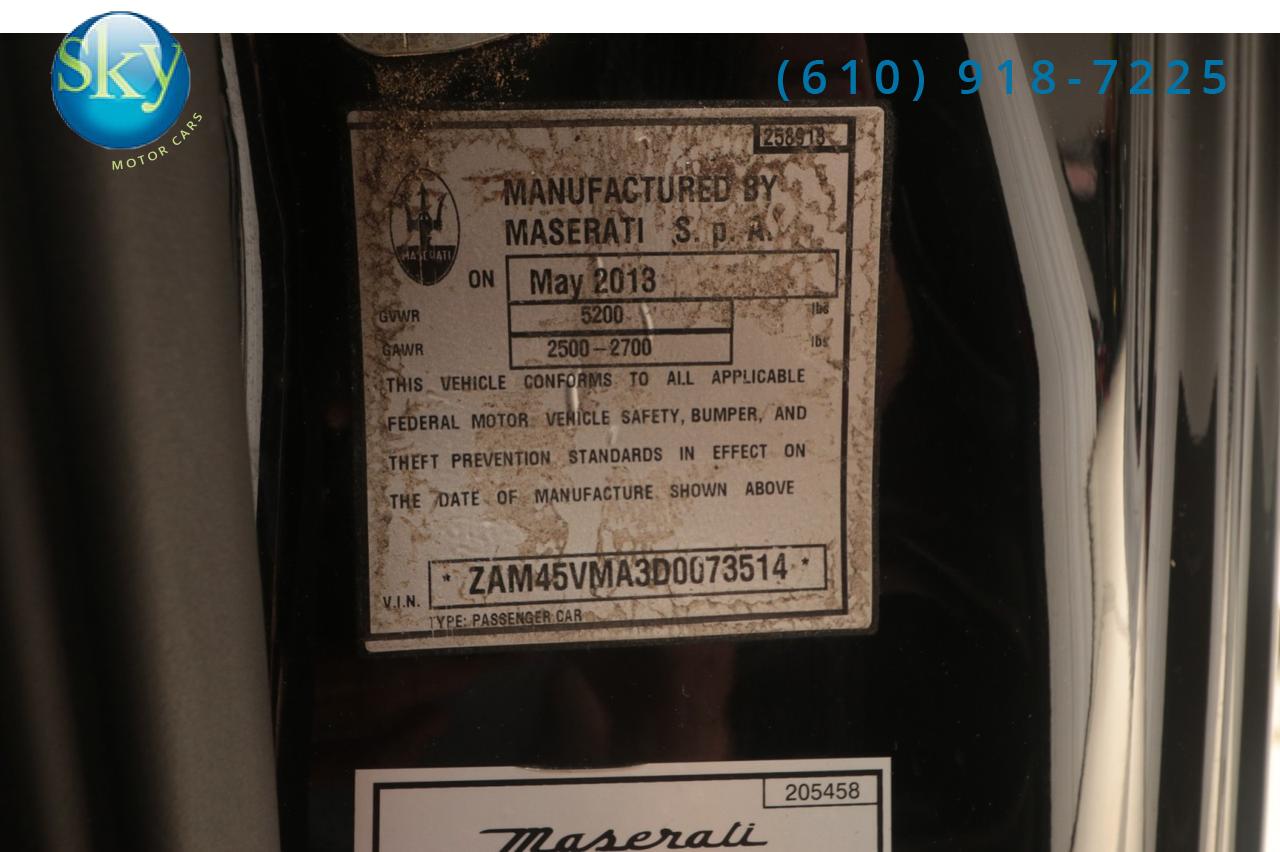 Sky
MOTOR CARS
(610) 918-7225
258918
MANUFACTURED BY
MASERATI S. p. A.
MASERATI
ON May 2013
GVWR 5200 lbs
GAWR 2500-2700 lbs
THIS VEHICLE CONFORMS TO ALL APPLICABLE
FEDERAL MOTOR VEHICLE SAFETY, BUMPER, AND
THEFT PREVENTION STANDARDS IN EFFECT ON
THE DATE OF MANUFACTURE SHOWN ABOVE
V.I.N. * ZAM45VMA3D0073514 *
TYPE: PASSENGER CAR
205458
Maserati